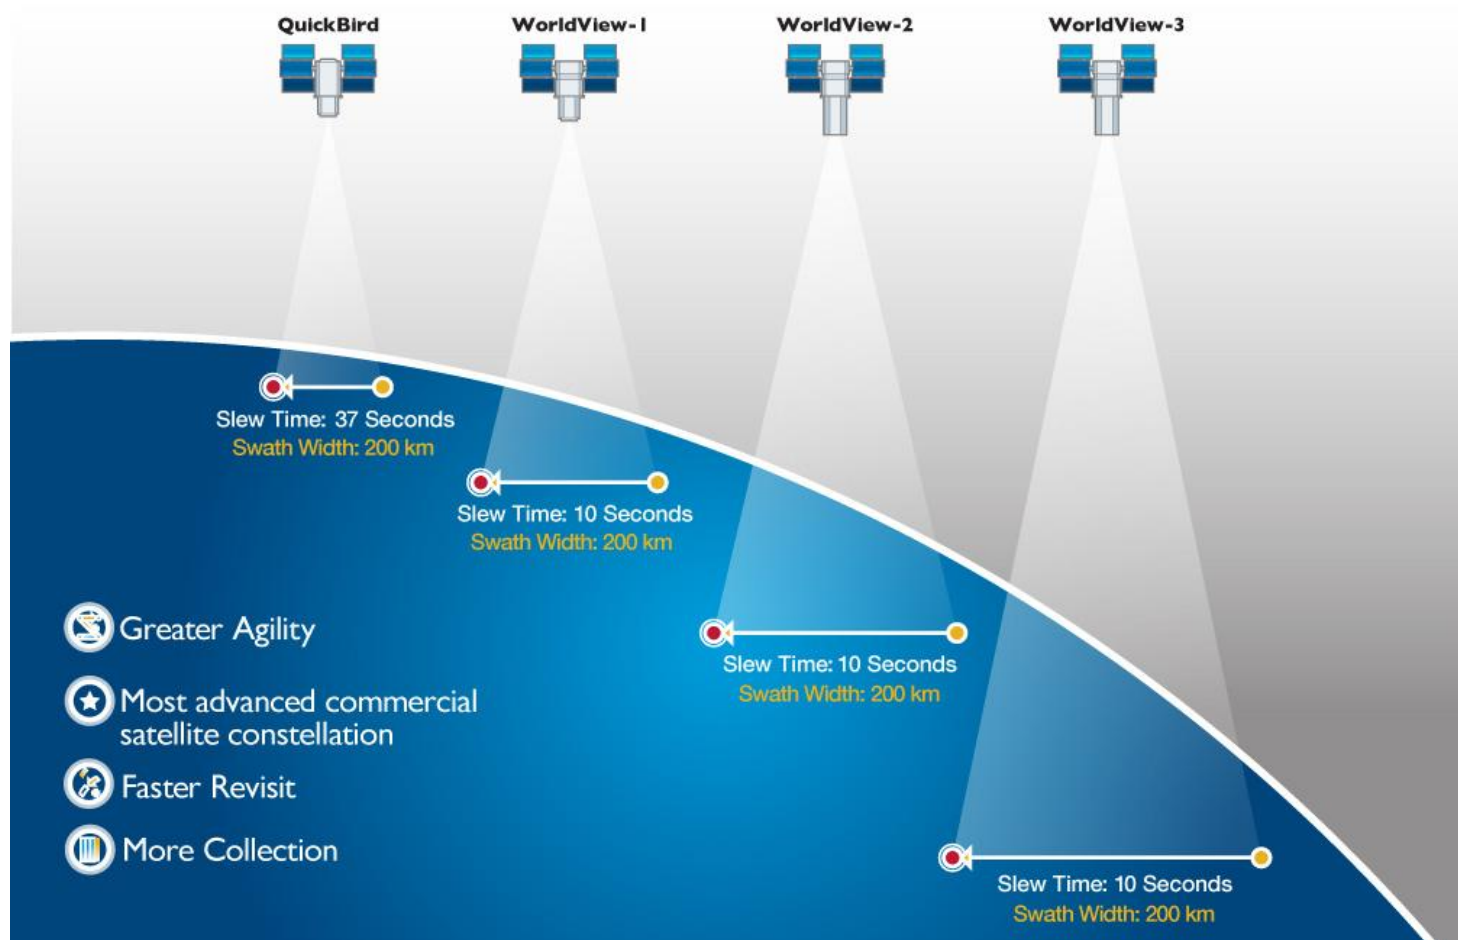 QuickBird
WorldView-1
WorldView-2
WorldView-3
Slew Time: 37 Seconds
Swath Width: 200 km
Slew Time: 10 Seconds
Swath Width: 200 km
Slew Time: 10 Seconds
Swath Width: 200 km
Slew Time: 10 Seconds
Swath Width: 200 km
Greater Agility
Most advanced commercial
satellite constellation
Faster Revisit
More Collection